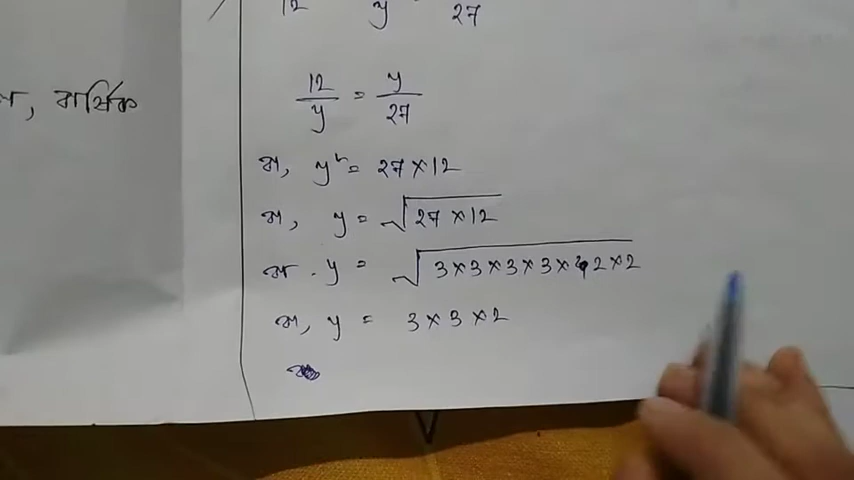 বার্ষিক
12 y 27
12/y = y/27
বা, y² = 27×12
বা, y = √27×12
বা. y = √3×3×3×3×2×2
বা, y = 3×3×2